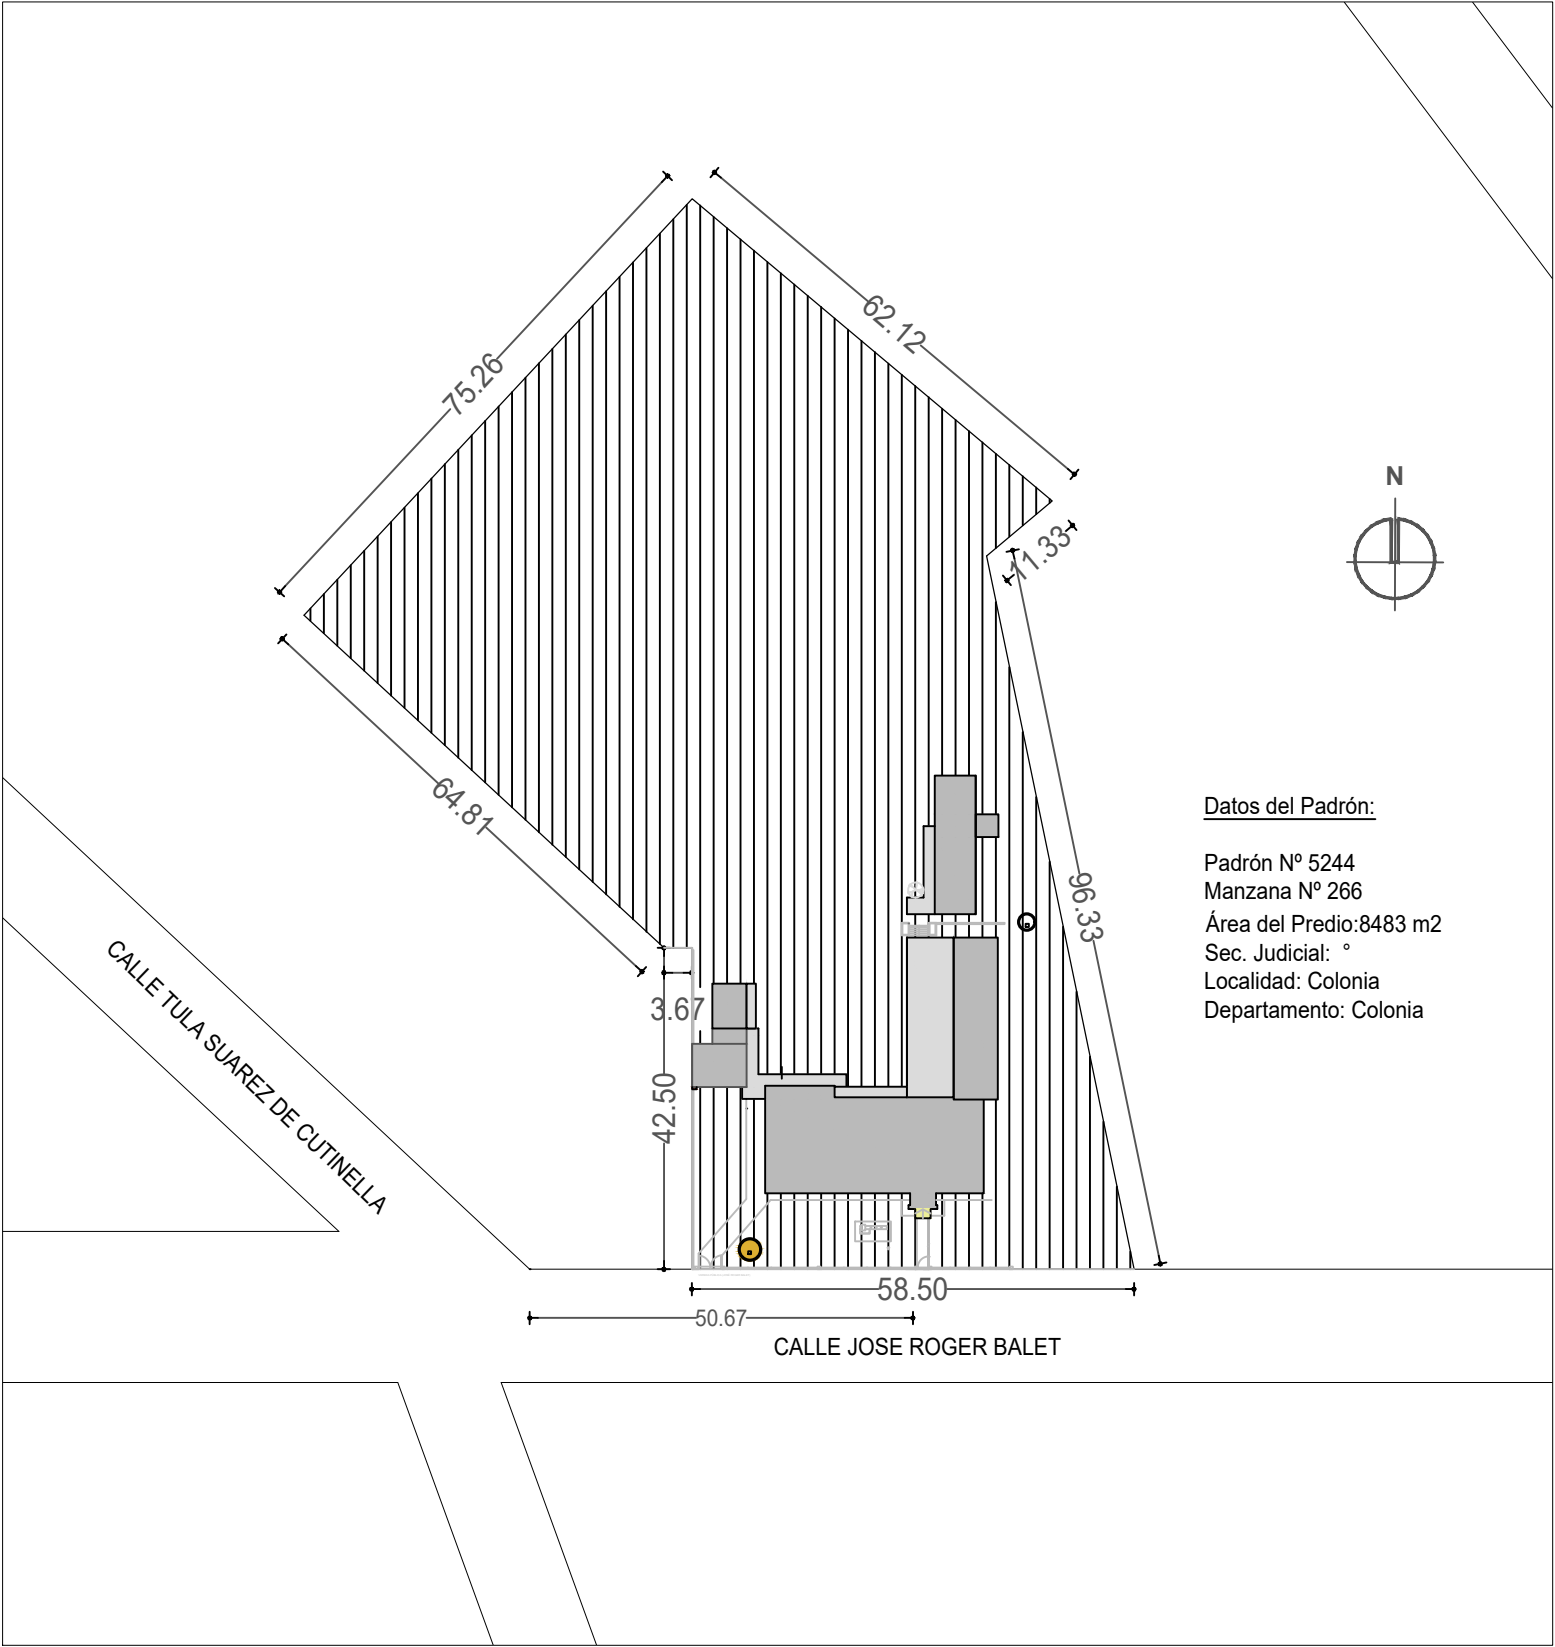 75.26
62.12
11.33
N
64.81
96.33
Datos del Padrón:
Padrón Nº 5244
Manzana Nº 266
Área del Predio:8483 m2
Sec. Judicial: °
Localidad: Colonia
Departamento: Colonia
CALLE TULA SUAREZ DE CUTINELLA
3.67
42.50
58.50
50.67
CALLE JOSE ROGER BALET